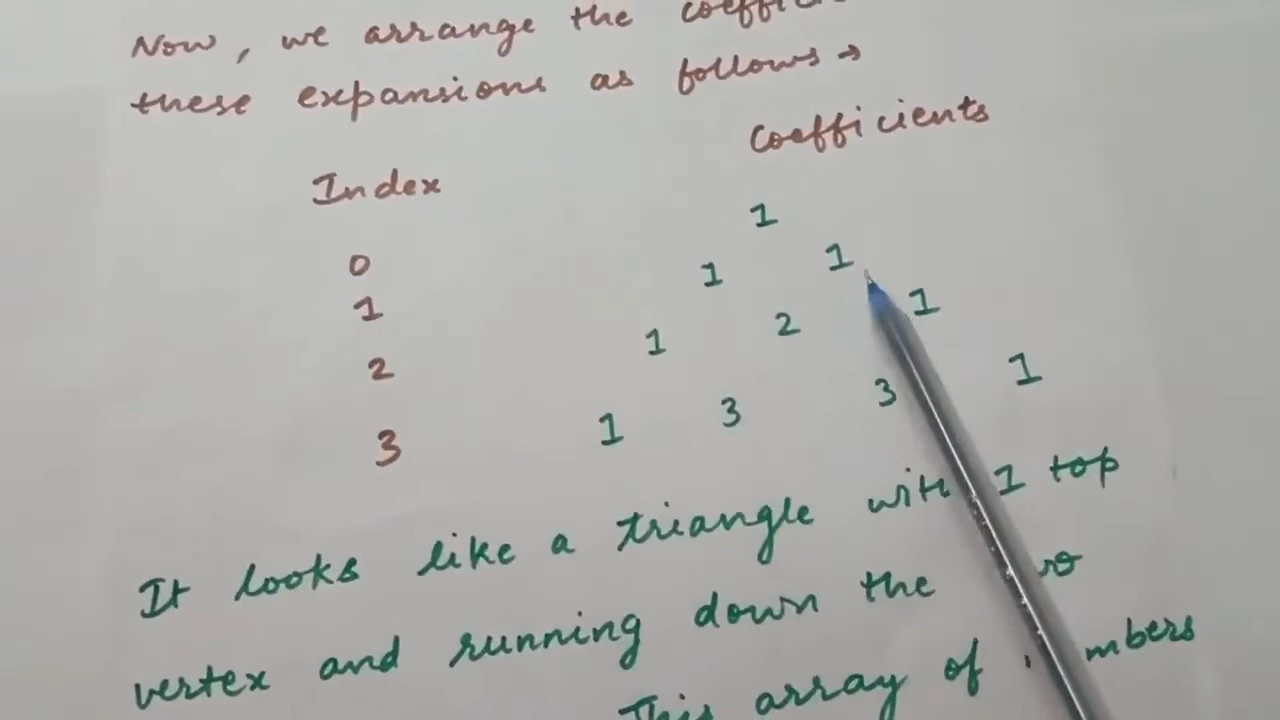 Now, we arrange the
these expansions as follows →
Index Coefficients
0 1
1 1 1
2 1 2 1
3 1 3 3 1
It looks like a triangle with 1 top
vertex and running down the
This array of